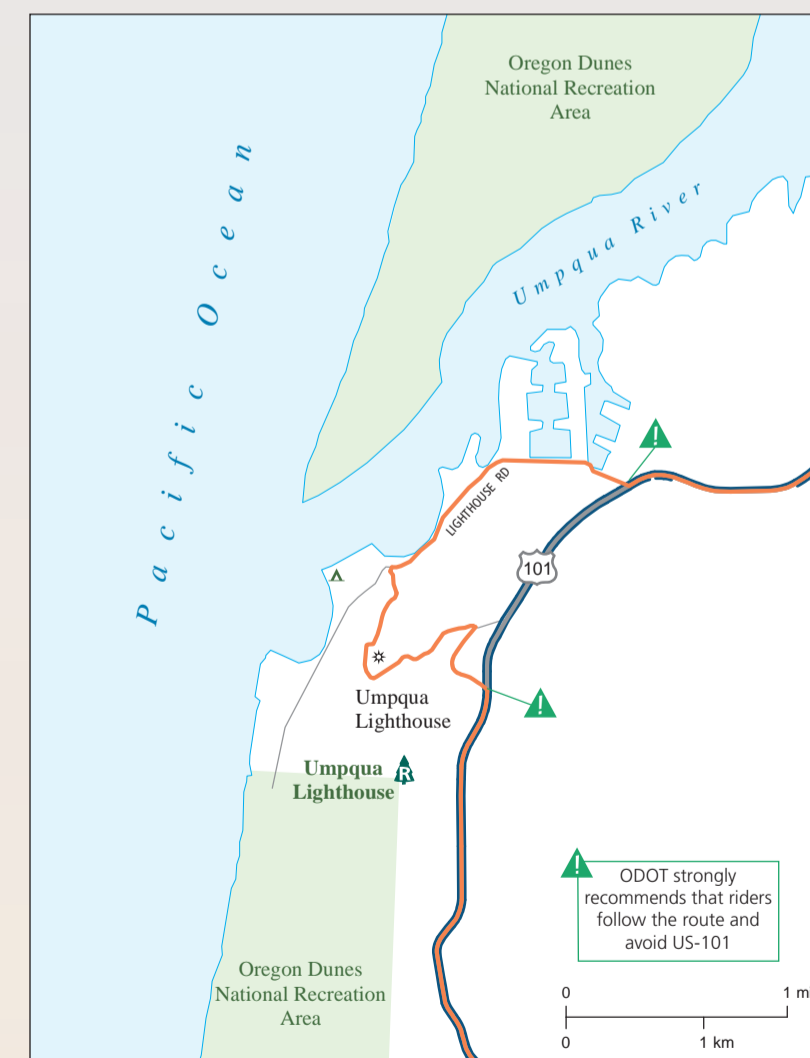 Oregon Dunes
National Recreation
Area
Umpqua River
Pacific Ocean
LIGHTHOUSE RD
!
101
Umpqua
Lighthouse
!
Umpqua
Lighthouse
R
!
ODOT strongly
recommends that riders
follow the route and
avoid US-101
Oregon Dunes
National Recreation
Area
0 1 mi
0 1 km